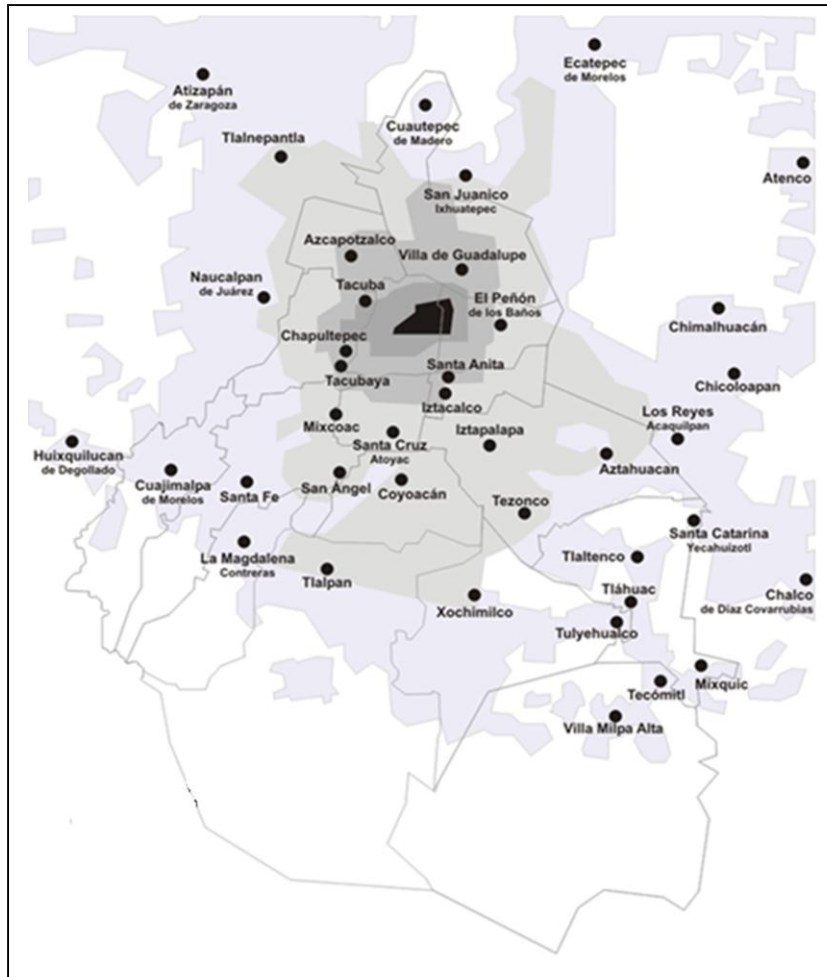 Ecatepec
de Morelos
Atizapán
de Zaragoza
Cuautepec
de Madero
Tlalnepantla
Atenco
San Juanico
Ixhuatepec
Azcapotzalco
Villa de Guadalupe
Naucalpan
de Juárez
Tacuba
El Peñón
de los Baños
Chimalhuacán
Chapultepec
Santa Anita
Tacubaya
Chicoloapan
Iztacalco
Mixcoac
Los Reyes
Acaquilpan
Santa Cruz
Atoyac
Iztapalapa
Huixquilucan
de Degollado
Aztahuacan
Cuajimalpa
de Morelos
Santa Fe
San Ángel
Coyoacán
Tezonco
Santa Catarina
Yecahuizotl
La Magdalena
Contreras
Tlaltenco
Tlalpan
Tláhuac
Chalco
de Díaz Covarrubias
Xochimilco
Tulyehualco
Mixquic
Tecómitl
Villa Milpa Alta